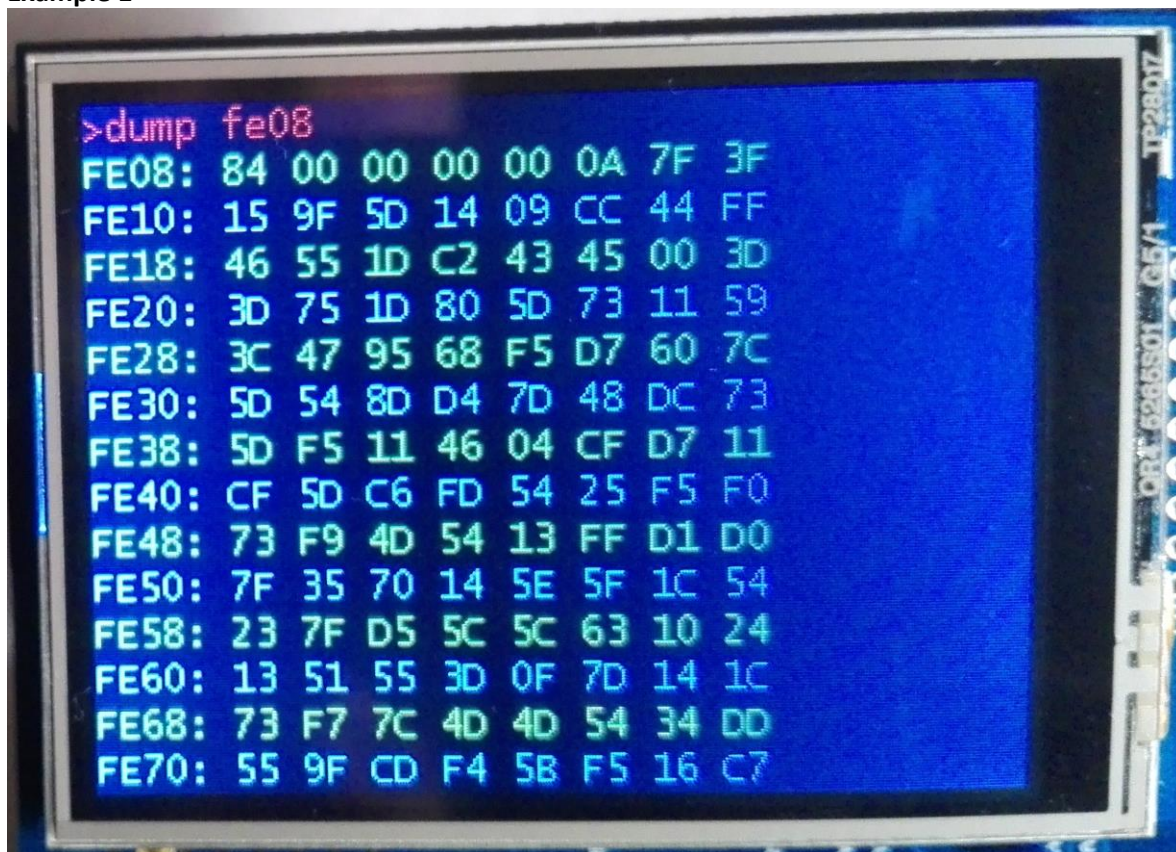 >dump fe08
FE08: 84 00 00 00 00 0A 7F 3F
FE10: 15 9F 5D 14 09 CC 44 FF
FE18: 46 55 1D C2 43 45 00 3D
FE20: 3D 75 1D 80 5D 73 11 59
FE28: 3C 47 95 68 F5 D7 60 7C
FE30: 5D 54 8D D4 7D 48 DC 73
FE38: 5D F5 11 46 04 CF D7 11
FE40: CF 5D C6 FD 54 25 F5 F0
FE48: 73 F9 4D 54 13 FF D1 D0
FE50: 7F 35 70 14 5E 5F 1C 54
FE58: 23 7F D5 5C 5C 63 10 24
FE60: 13 51 55 3D 0F 7D 14 1C
FE68: 73 F7 7C 4D 4D 54 34 DD
FE70: 55 9F CD F4 5B F5 16 C7
TP28017
G5/1